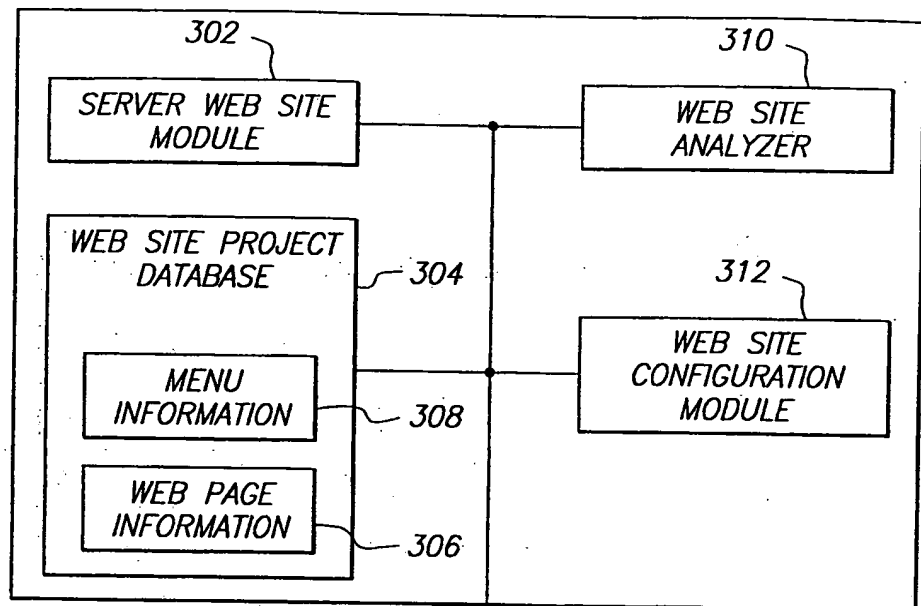 302
SERVER WEB SITE
MODULE
310
WEB SITE
ANALYZER
WEB SITE PROJECT
DATABASE
304
MENU
INFORMATION
308
WEB PAGE
INFORMATION
306
312
WEB SITE
CONFIGURATION
MODULE